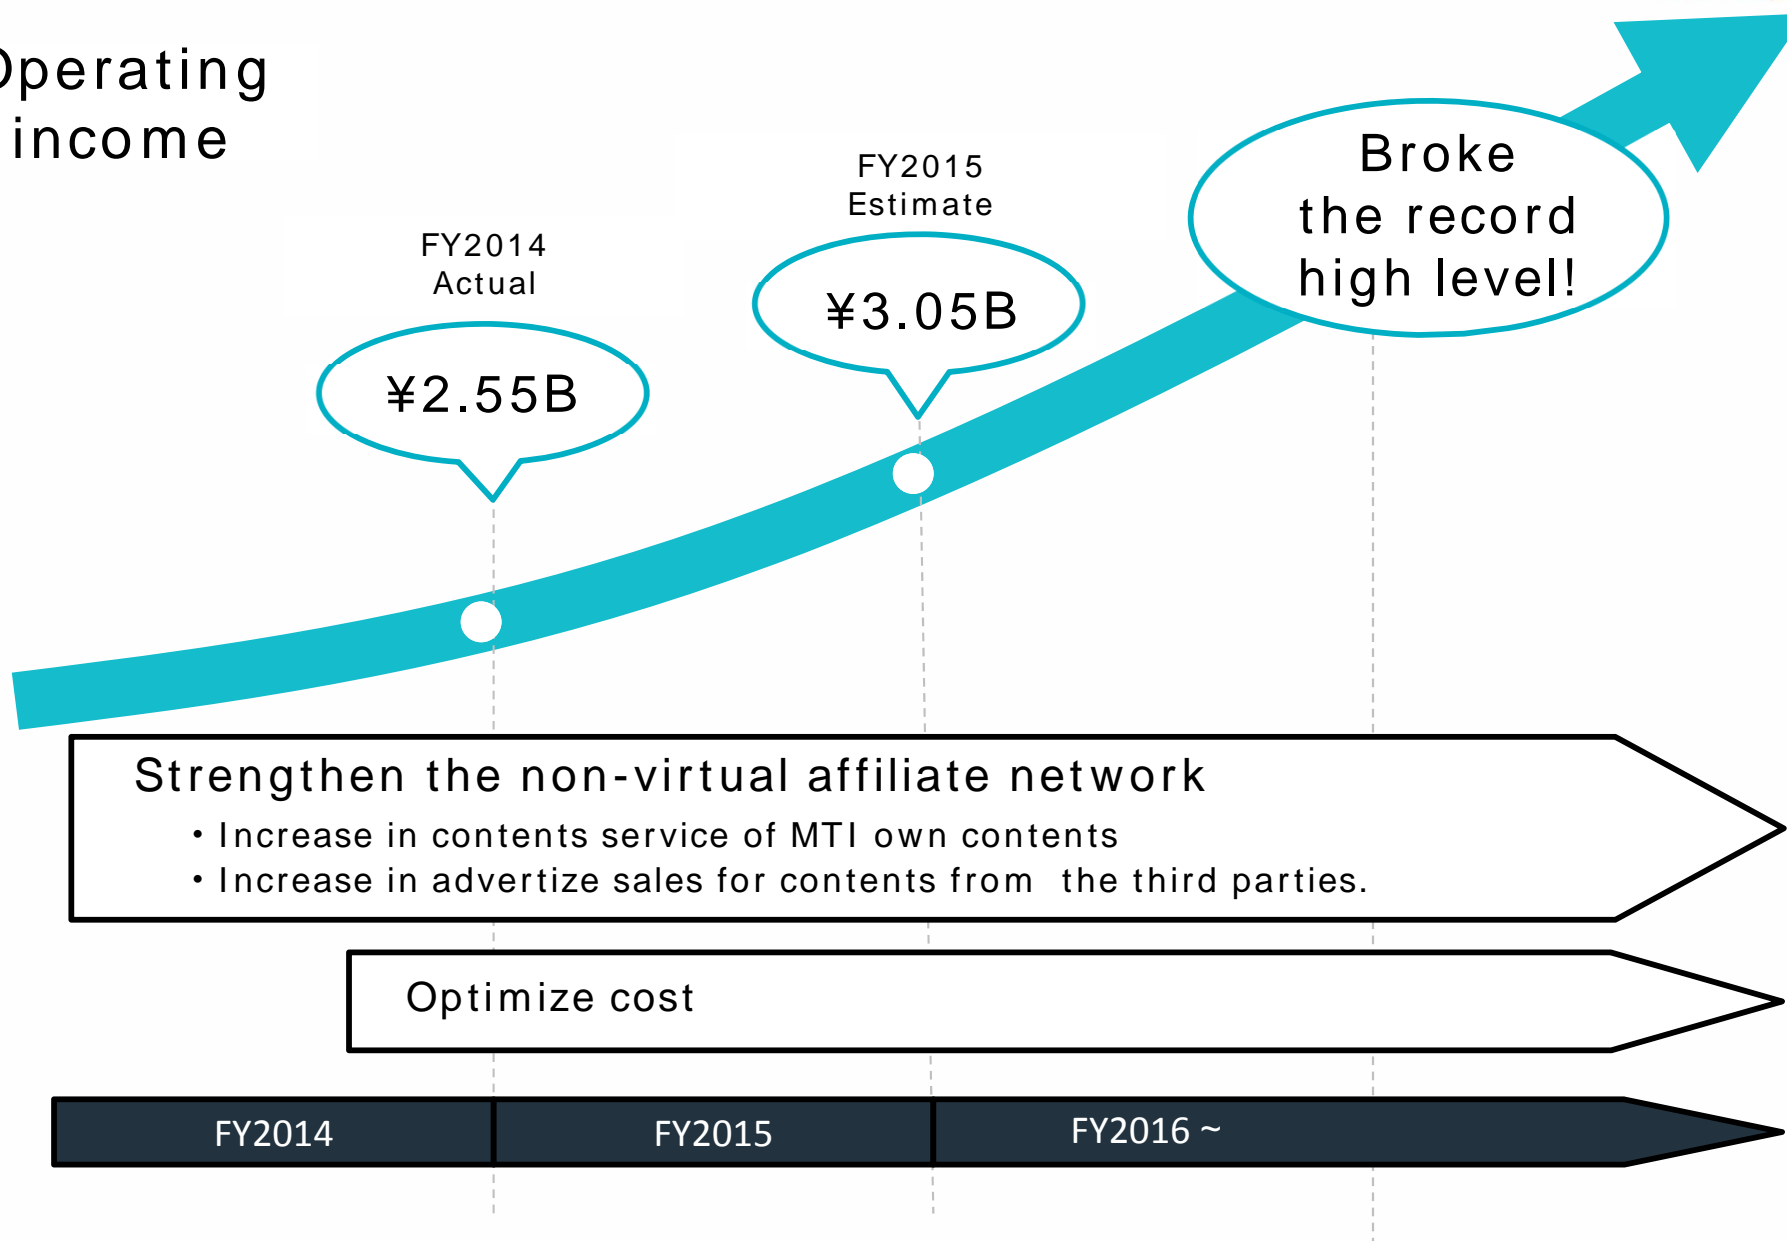 Operating
income
FY2014
Actual
¥2.55B
FY2015
Estimate
¥3.05B
Broke
the record
high level!
Strengthen the non-virtual affiliate network
・Increase in contents service of MTI own contents
・Increase in advertize sales for contents from the third parties.
Optimize cost
FY2014
FY2015
FY2016 ~